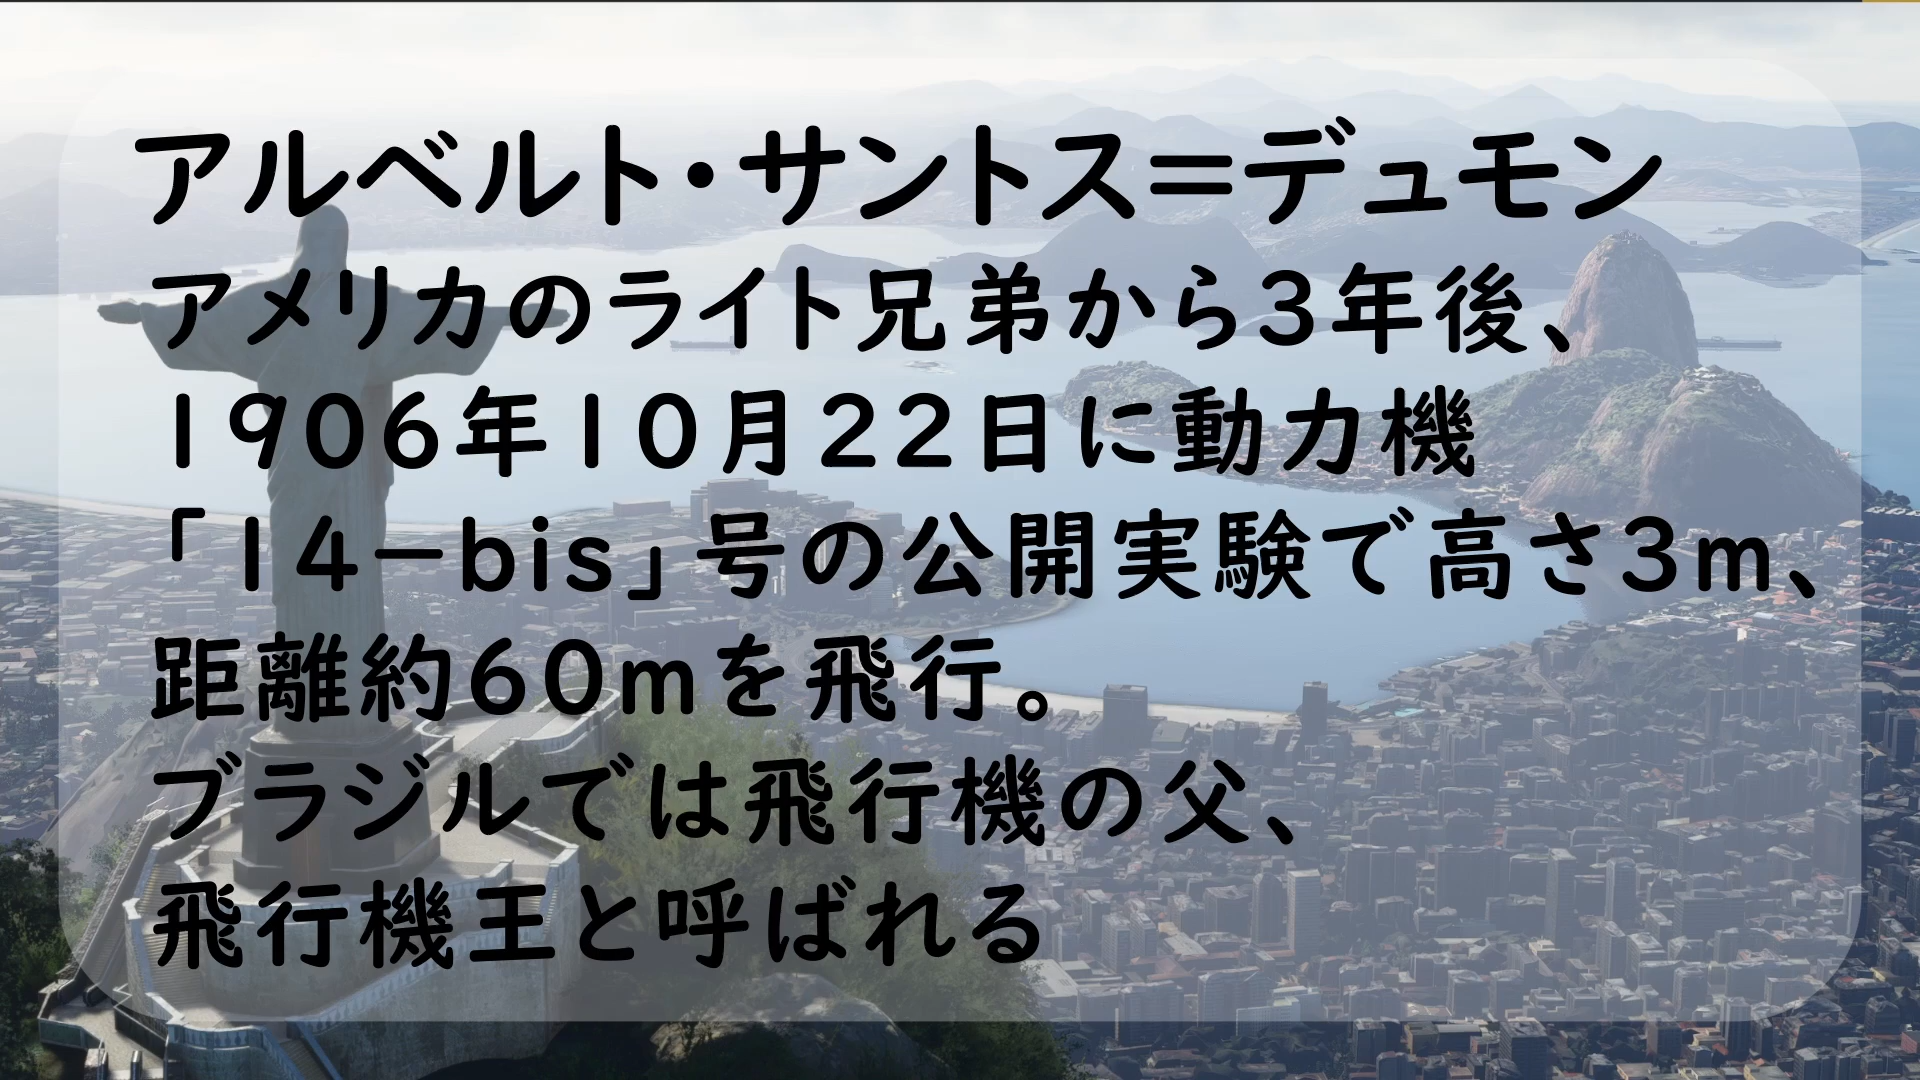 アルベルト・サントス＝デュモン
アメリカのライト兄弟から3年後、
1906年10月22日に動力機
「14-bis」号の公開実験で高さ3m、
距離約60mを飛行。
ブラジルでは飛行機の父、
飛行機王と呼ばれる